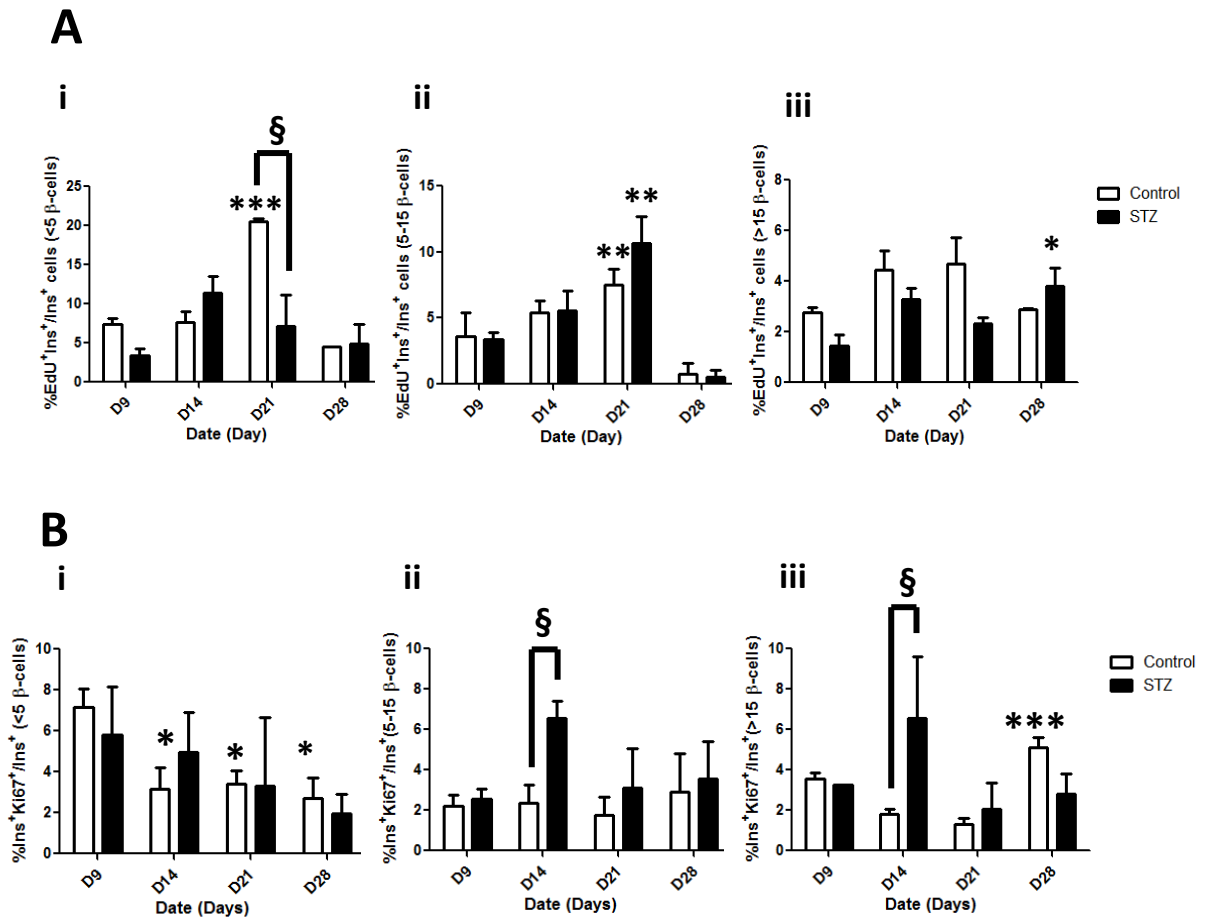 A
i
§
%EdU⁺Ins⁺/Ins⁺ cells (<5 β-cells)
25
20
15
10
5
0
***
D9 D14 D21 D28
Date (Day)
ii
%EdU⁺Ins⁺/Ins⁺ cells (5-15 β-cells)
15
10
5
0
** **
D9 D14 D21 D28
Date (Day)
iii
%EdU⁺Ins⁺/Ins⁺ cells (>15 β-cells)
8
6
4
2
0
*
D9 D14 D21 D28
Date (Day)
Control
STZ
B
i
%Ins⁺Ki67⁺/Ins⁺ (<5 β-cells)
10
8
6
4
2
0
* * *
D9 D14 D21 D28
Date (Days)
ii
§
%Ins⁺Ki67⁺/Ins⁺(5-15 β-cells)
10
8
6
4
2
0
D9 D14 D21 D28
Date (Days)
iii
§
%Ins⁺Ki67⁺/Ins⁺(>15 β-cells)
10
8
6
4
2
0
***
D9 D14 D21 D28
Date (Days)
Control
STZ